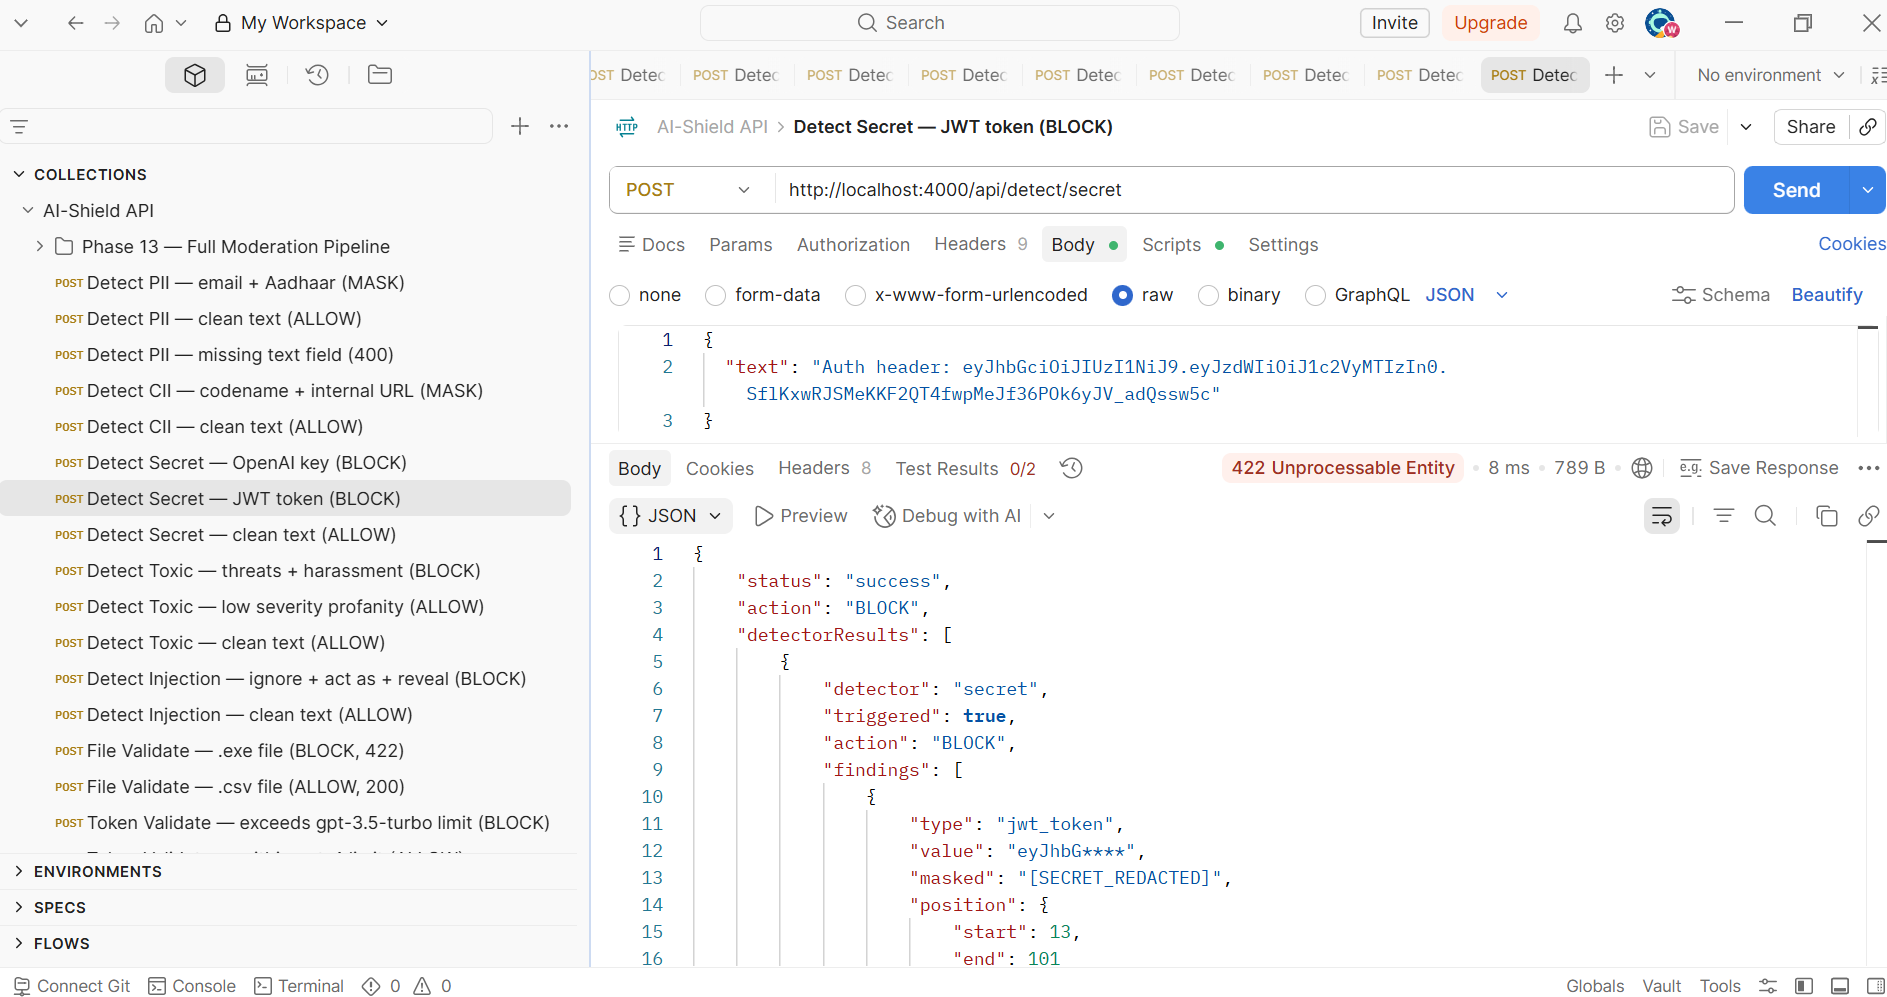 My Workspace
Search
Invite
Upgrade
W
POST Detec
POST Detec
POST Detec
POST Detec
POST Detec
POST Detec
POST Detec
POST Detec
No environment
HTTP
AI-Shield API > Detect Secret — JWT token (BLOCK)
Save
Share
COLLECTIONS
AI-Shield API
Phase 13 — Full Moderation Pipeline
POST Detect PII — email + Aadhaar (MASK)
POST Detect PII — clean text (ALLOW)
POST Detect PII — missing text field (400)
POST Detect CII — codename + internal URL (MASK)
POST Detect CII — clean text (ALLOW)
POST Detect Secret — OpenAI key (BLOCK)
POST Detect Secret — JWT token (BLOCK)
POST Detect Secret — clean text (ALLOW)
POST Detect Toxic — threats + harassment (BLOCK)
POST Detect Toxic — low severity profanity (ALLOW)
POST Detect Toxic — clean text (ALLOW)
POST Detect Injection — ignore + act as + reveal (BLOCK)
POST Detect Injection — clean text (ALLOW)
POST File Validate — .exe file (BLOCK, 422)
POST File Validate — .csv file (ALLOW, 200)
POST Token Validate — exceeds gpt-3.5-turbo limit (BLOCK)
ENVIRONMENTS
SPECS
FLOWS
POST
http://localhost:4000/api/detect/secret
Send
Docs
Params
Authorization
Headers 9
Body
Scripts
Settings
Cookies
none
form-data
x-www-form-urlencoded
raw
binary
GraphQL
JSON
Schema
Beautify
1 {
2 "text": "Auth header: eyJhbGciOiJIUzI1NiJ9.eyJzdWIiOiJ1c2VyMTIzIn0.
SflKxwRJSMeKKF2QT4fwpMeJf36POk6yJV_adQssw5c"
3 }
Body
Cookies
Headers 8
Test Results 0/2
422 Unprocessable Entity
8 ms
789 B
e.g. Save Response
{} JSON
Preview
Debug with AI
1 {
2 "status": "success",
3 "action": "BLOCK",
4 "detectorResults": [
5 {
6 "detector": "secret",
7 "triggered": true,
8 "action": "BLOCK",
9 "findings": [
10 {
11 "type": "jwt_token",
12 "value": "eyJhbG****",
13 "masked": "[SECRET_REDACTED]",
14 "position": {
15 "start": 13,
16 "end": 101
Connect Git
Console
Terminal
0
0
Globals
Vault
Tools